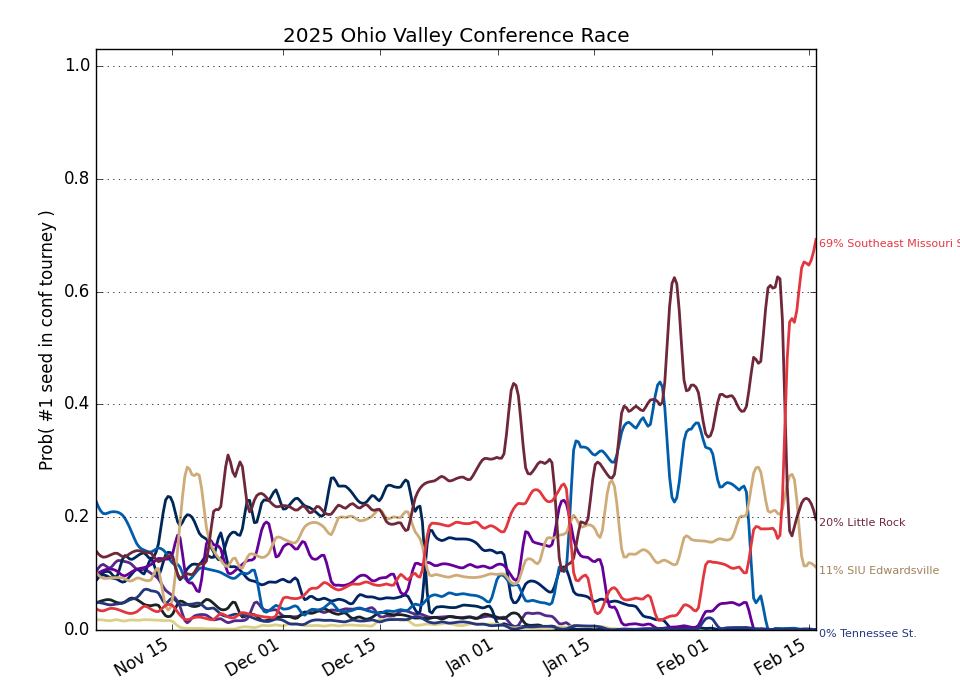 2025 Ohio Valley Conference Race
Prob( #1 seed in conf tourney )
1.0
0.8
0.6
0.4
0.2
0.0
69% Southeast Missouri S
20% Little Rock
11% SIU Edwardsville
0% Tennessee St.
Nov 15
Dec 01
Dec 15
Jan 01
Jan 15
Feb 01
Feb 15